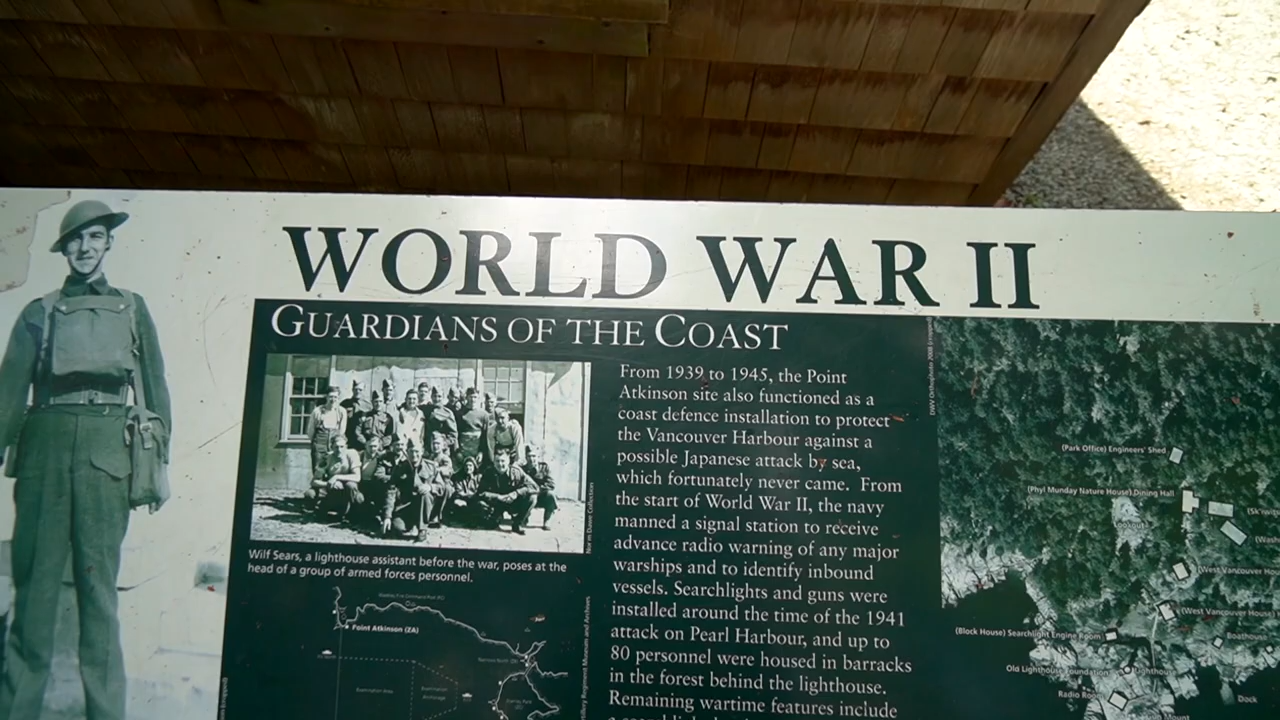 WORLD WAR II
GUARDIANS OF THE COAST
From 1939 to 1945, the Point
Atkinson site also functioned as a
coast defence installation to protect
the Vancouver Harbour against a
possible Japanese attack by sea,
which fortunately never came. From
the start of World War II, the navy
manned a signal station to receive
advance radio warning of any major
warships and to identify inbound
vessels. Searchlights and guns were
installed around the time of the 1941
attack on Pearl Harbour, and up to
80 personnel were housed in barracks
in the forest behind the lighthouse.
Remaining wartime features include
Wilf Sears, a lighthouse assistant before the war, poses at the
head of a group of armed forces personnel.
Point Atkinson (ZA)
(Park Office) Engineers' Shed
(Phyl Munday Nature House) Dining Hall
Lookout
(West Vancouver
(West Vancouver House)
(Block House) Searchlight Engine Room
Boathouse
Old Lighthouse Foundation
Lighthouse
Radio
Dock